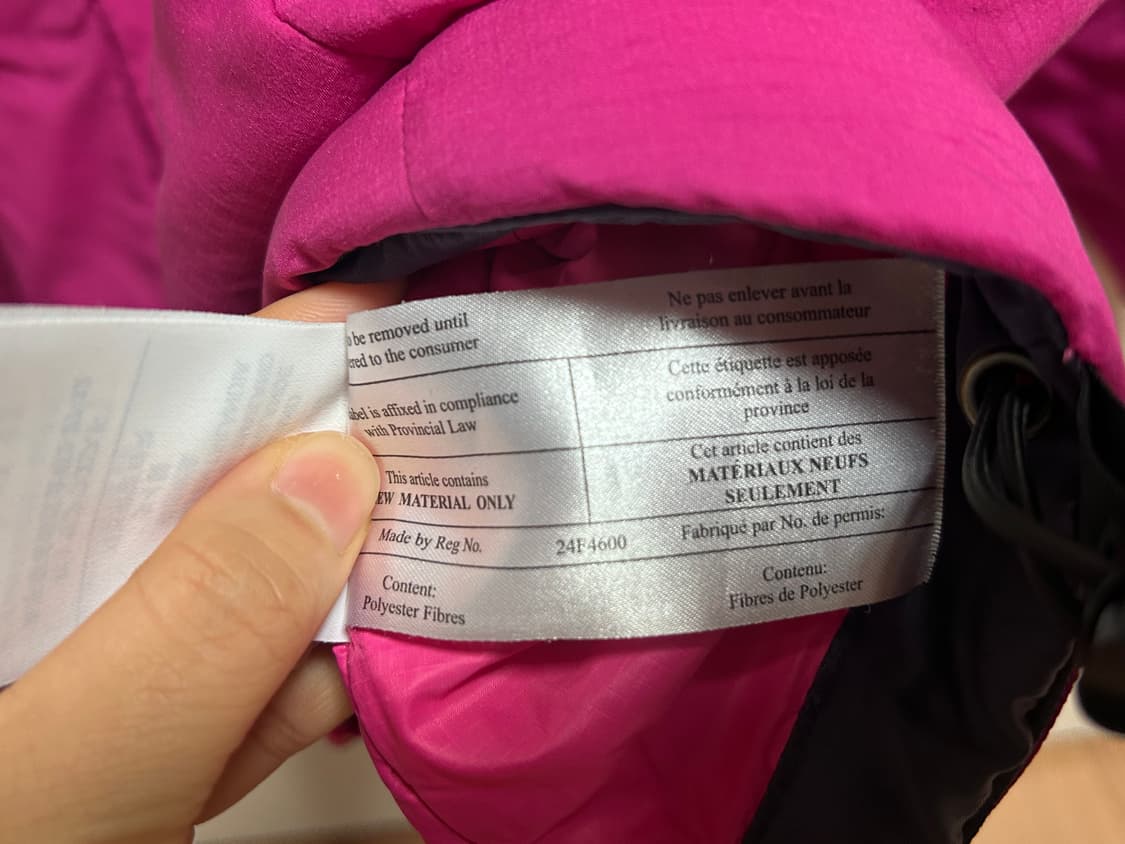 be removed until
red to the consumer
Ne pas enlever avant la
livraison au consommateur
abel is affixed in compliance
with Provincial Law
Cette étiquette est apposée
conformément à la loi de la
province
This article contains
EW MATERIAL ONLY
Cet article contient des
MATÉRIAUX NEUFS
SEULEMENT
Made by Reg No. 24F4600 Fabriqué par No. de permis:
Content:
Polyester Fibres
Contenu:
Fibres de Polyester